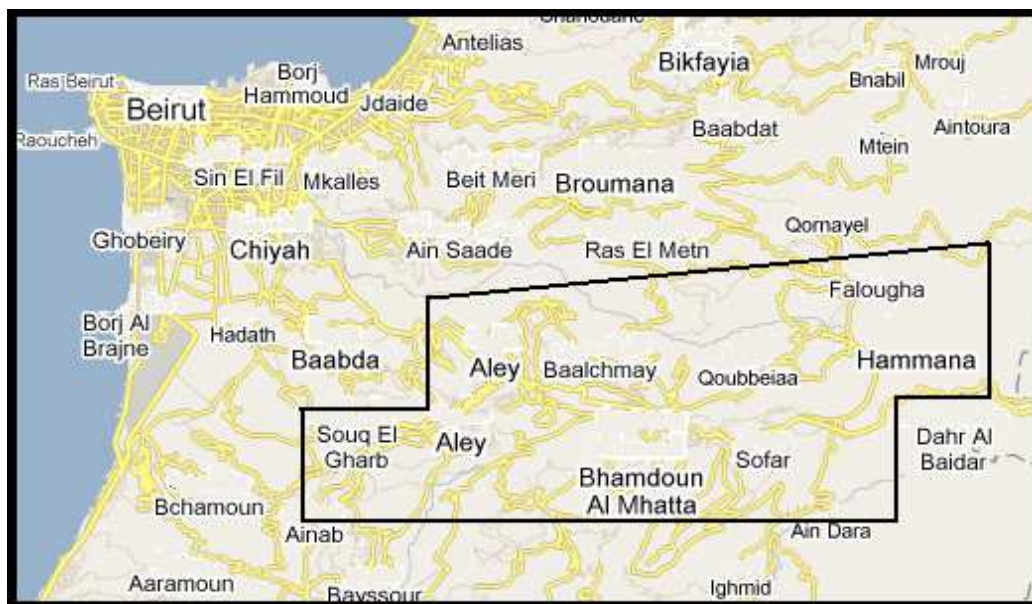 Antelias
Bikfayia
Mrouj
Bnabil
Ras Beirut
Borj
Hammoud
Jdaide
Beirut
Baabdat
Aintoura
Raoucheh
Mtein
Sin El Fil
Mkalles
Beit Meri
Broumana
Qornayel
Ghobeiry
Chiyah
Ain Saade
Ras El Metn
Falougha
Borj Al
Brajne
Hadath
Baabda
Aley
Baalchmay
Qoubbeiaa
Hammana
Souq El
Gharb
Aley
Sofar
Dahr Al
Baidar
Bhamdoun
Al Mhatta
Bchamoun
Ainab
Ain Dara
Aaramoun
Bayssour
Ighmid